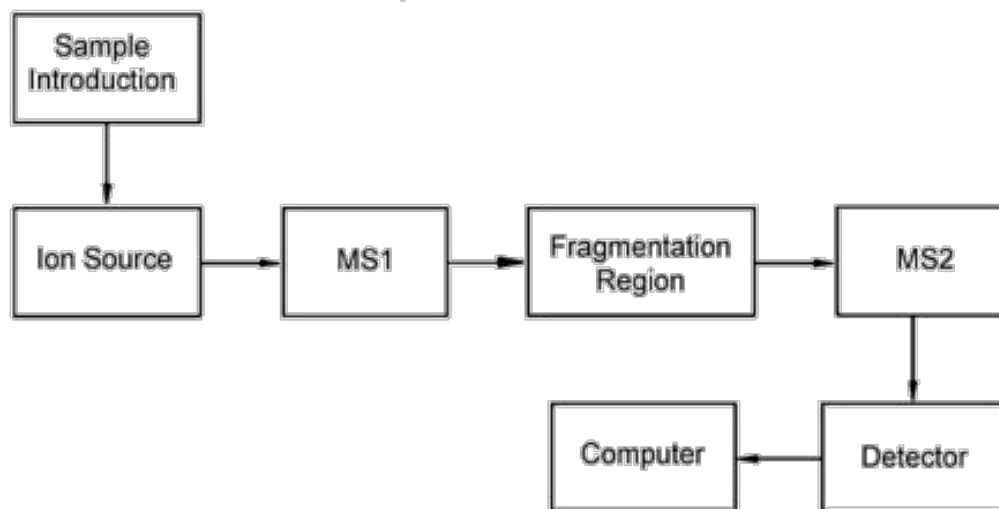 Sample
Introduction
Ion Source
MS1
Fragmentation
Region
MS2
Computer
Detector